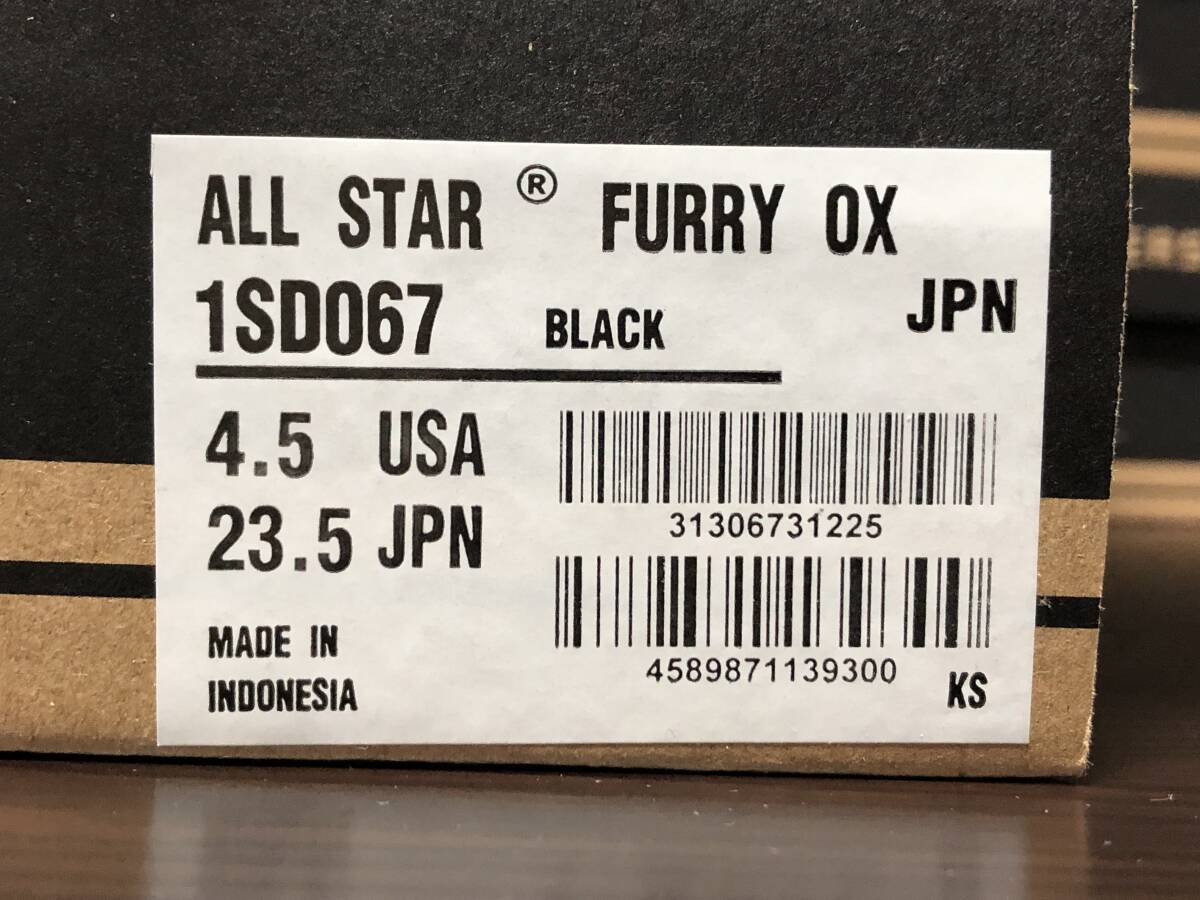 ALL STAR ® FURRY OX
1SD067 BLACK JPN
4.5 USA
23.5 JPN
31306731225
4589871139300
MADE IN
INDONESIA
KS